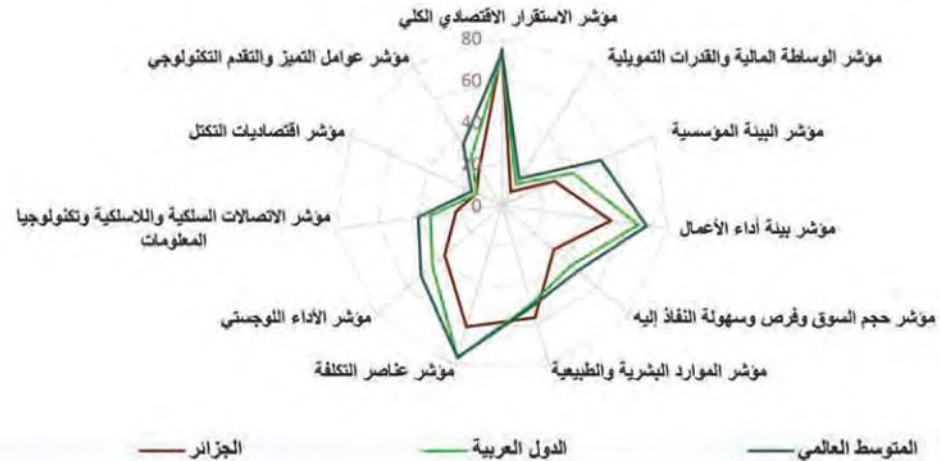 مؤشر الاستقرار الاقتصادي الكلي
80
مؤشر الوساطة المالية والقدرات التمويلية
مؤشر عوامل التميز والتقدم التكنولوجي
60
مؤشر البيئة المؤسسية
مؤشر اقتصاديات التكتل
40
20
مؤشر الاتصالات السلكية واللاسلكية وتكنولوجيا
المعلومات
0
مؤشر بيئة أداء الأعمال
مؤشر حجم السوق وفرص وسهولة النفاذ إليه
مؤشر الأداء اللوجستي
مؤشر الموارد البشرية والطبيعية
مؤشر عناصر التكلفة
المتوسط العالمي
الدول العربية
الجزائر